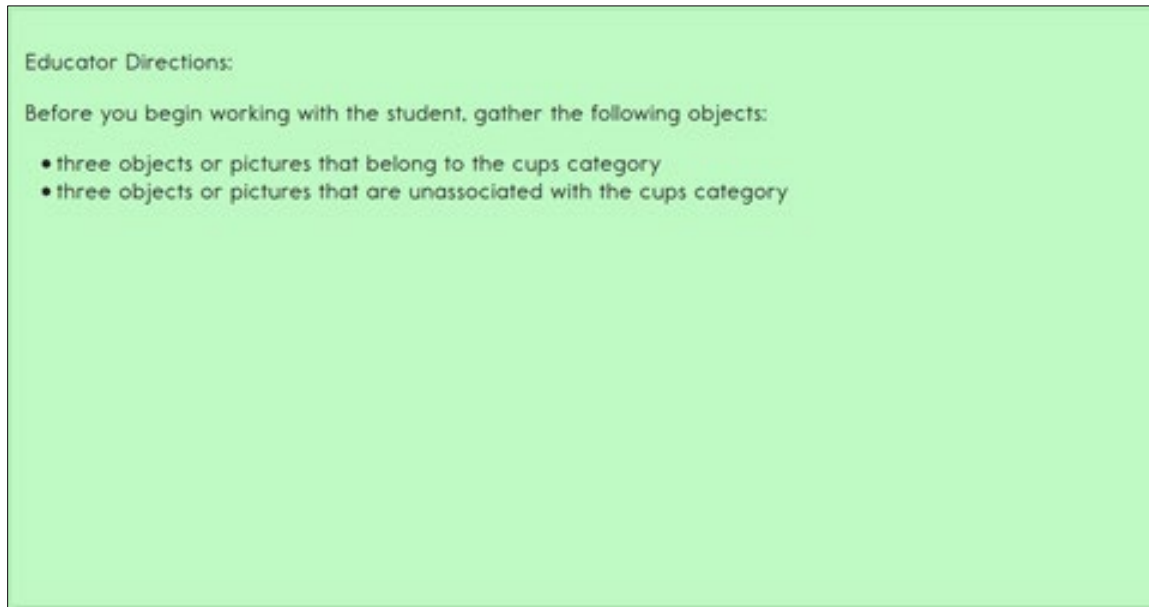 Educator Directions:
Before you begin working with the student, gather the following objects:
• three objects or pictures that belong to the cups category
• three objects or pictures that are unassociated with the cups category